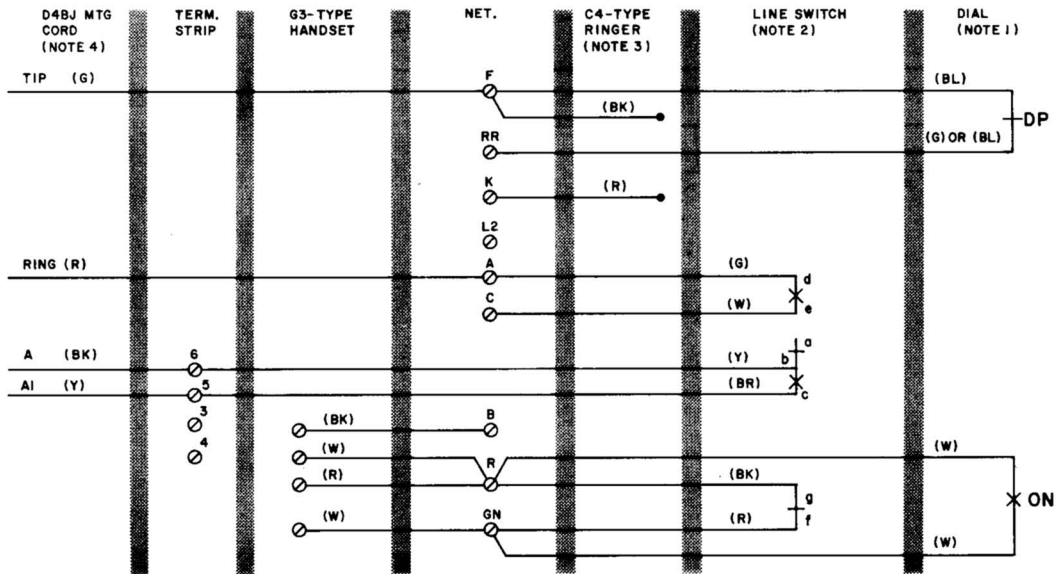 D4BJ MTG
CORD
(NOTE 4)
TERM.
STRIP
G3-TYPE
HANDSET
NET.
C4-TYPE
RINGER
(NOTE 3)
LINE SWITCH
(NOTE 2)
DIAL
(NOTE 1)
TIP (G)
F
(BL)
(BK)
DP
RR
(G) OR (BL)
K
(R)
L2
RING (R)
A
(G)
d
C
(W)
e
a
A (BK)
6
(Y)
b
A1 (Y)
5
(BR)
c
3
(BK)
B
4
(W)
R
(W)
(R)
(BK)
g
ON
(W)
GN
(R)
f
(W)